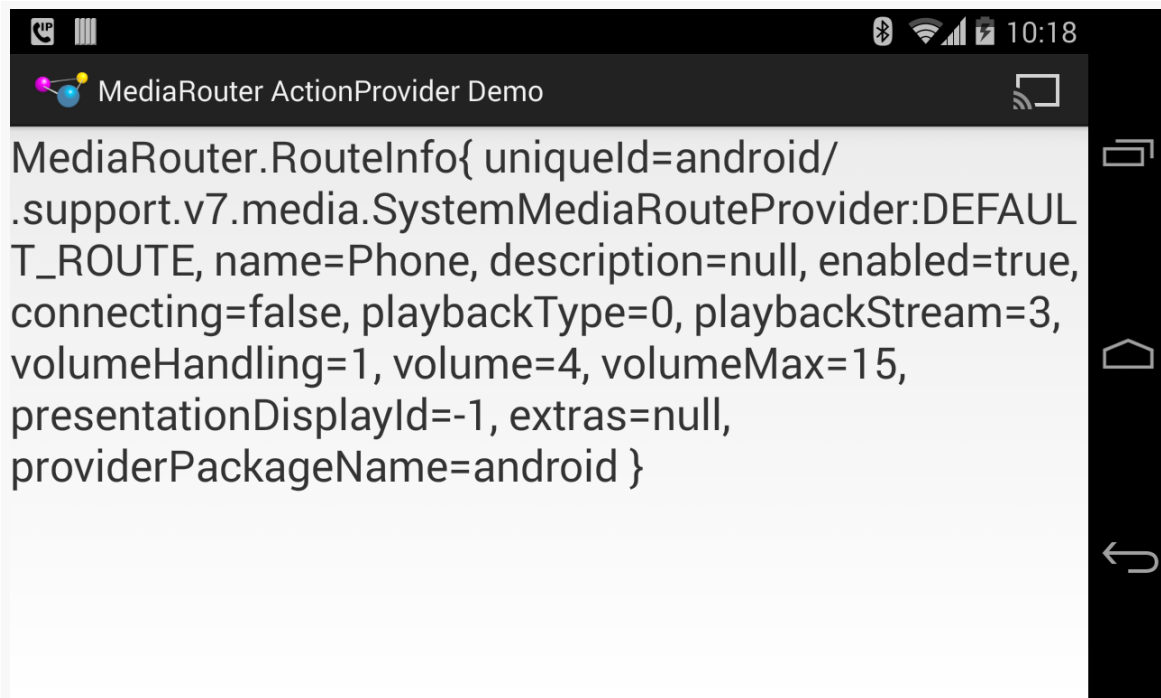 IP
10:18
MediaRouter ActionProvider Demo
MediaRouter.RouteInfo{ uniqueId=android/
.support.v7.media.SystemMediaRouteProvider:DEFAUL
T_ROUTE, name=Phone, description=null, enabled=true,
connecting=false, playbackType=0, playbackStream=3,
volumeHandling=1, volume=4, volumeMax=15,
presentationDisplayId=-1, extras=null,
providerPackageName=android }